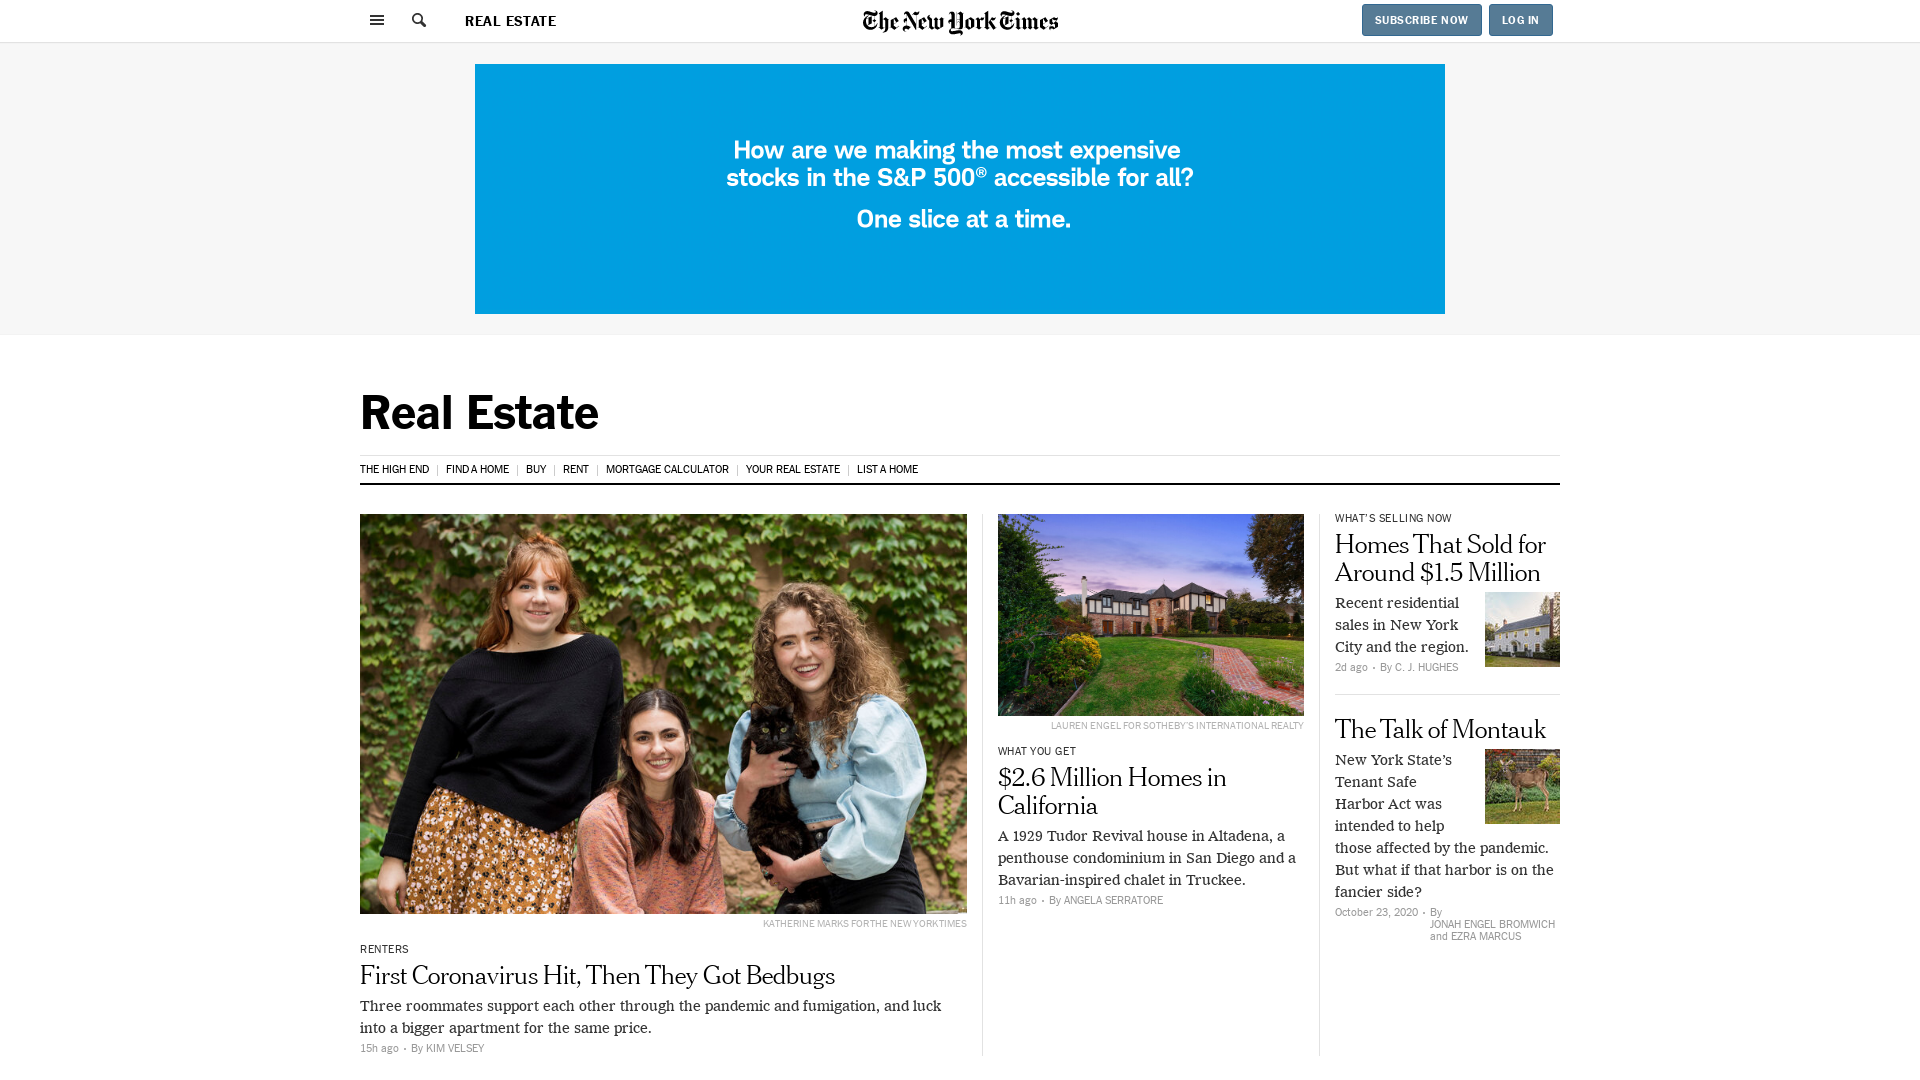 REAL ESTATE
The New York Times
SUBSCRIBE NOW
LOG IN
How are we making the most expensive
stocks in the S&P 500® accessible for all?
One slice at a time.
Real Estate
THE HIGH END
FIND A HOME
BUY
RENT
MORTGAGE CALCULATOR
YOUR REAL ESTATE
LIST A HOME
KATHERINE MARKS FOR THE NEW YORK TIMES
RENTERS
First Coronavirus Hit, Then They Got Bedbugs
Three roommates support each other through the pandemic and fumigation, and luck
into a bigger apartment for the same price.
15h ago • By KIM VELSEY
LAUREN ENGEL FOR SOTHEBY'S INTERNATIONAL REALTY
WHAT YOU GET
$2.6 Million Homes in
California
A 1929 Tudor Revival house in Altadena, a
penthouse condominium in San Diego and a
Bavarian-inspired chalet in Truckee.
11h ago • By ANGELA SERRATORE
WHAT'S SELLING NOW
Homes That Sold for
Around $1.5 Million
Recent residential
sales in New York
City and the region.
2d ago • By C. J. HUGHES
The Talk of Montauk
New York State’s
Tenant Safe
Harbor Act was
intended to help
those affected by the pandemic.
But what if that harbor is on the
fancier side?
October 23, 2020 • By
JONAH ENGEL BROMWICH
and EZRA MARCUS